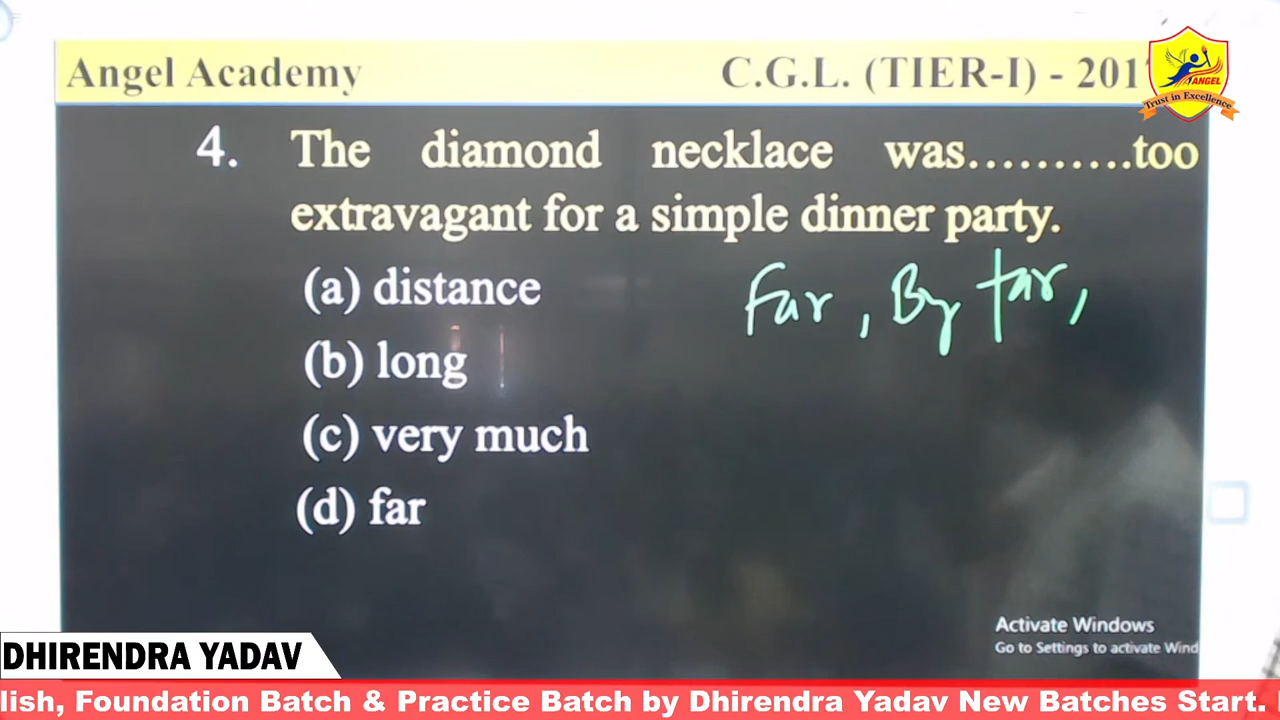 Angel Academy
C.G.L. (TIER-I) - 201
ANGEL
Trust in Excellence
4. The diamond necklace was……….too
extravagant for a simple dinner party.
Far, By far,
(a) distance
(b) long
(c) very much
(d) far
Activate Windows
Go to Settings to activate Wind
DHIRENDRA YADAV
lish, Foundation Batch & Practice Batch by Dhirendra Yadav New Batches Start.